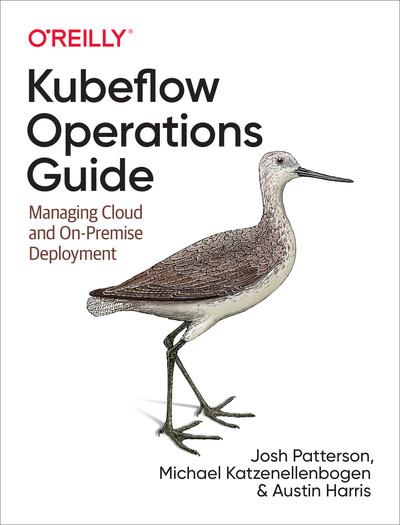 O'REILLY®
Kubeflow
Operations
Guide
Managing Cloud
and On-Premise
Deployment
Josh Patterson,
Michael Katzenellenbogen
& Austin Harris